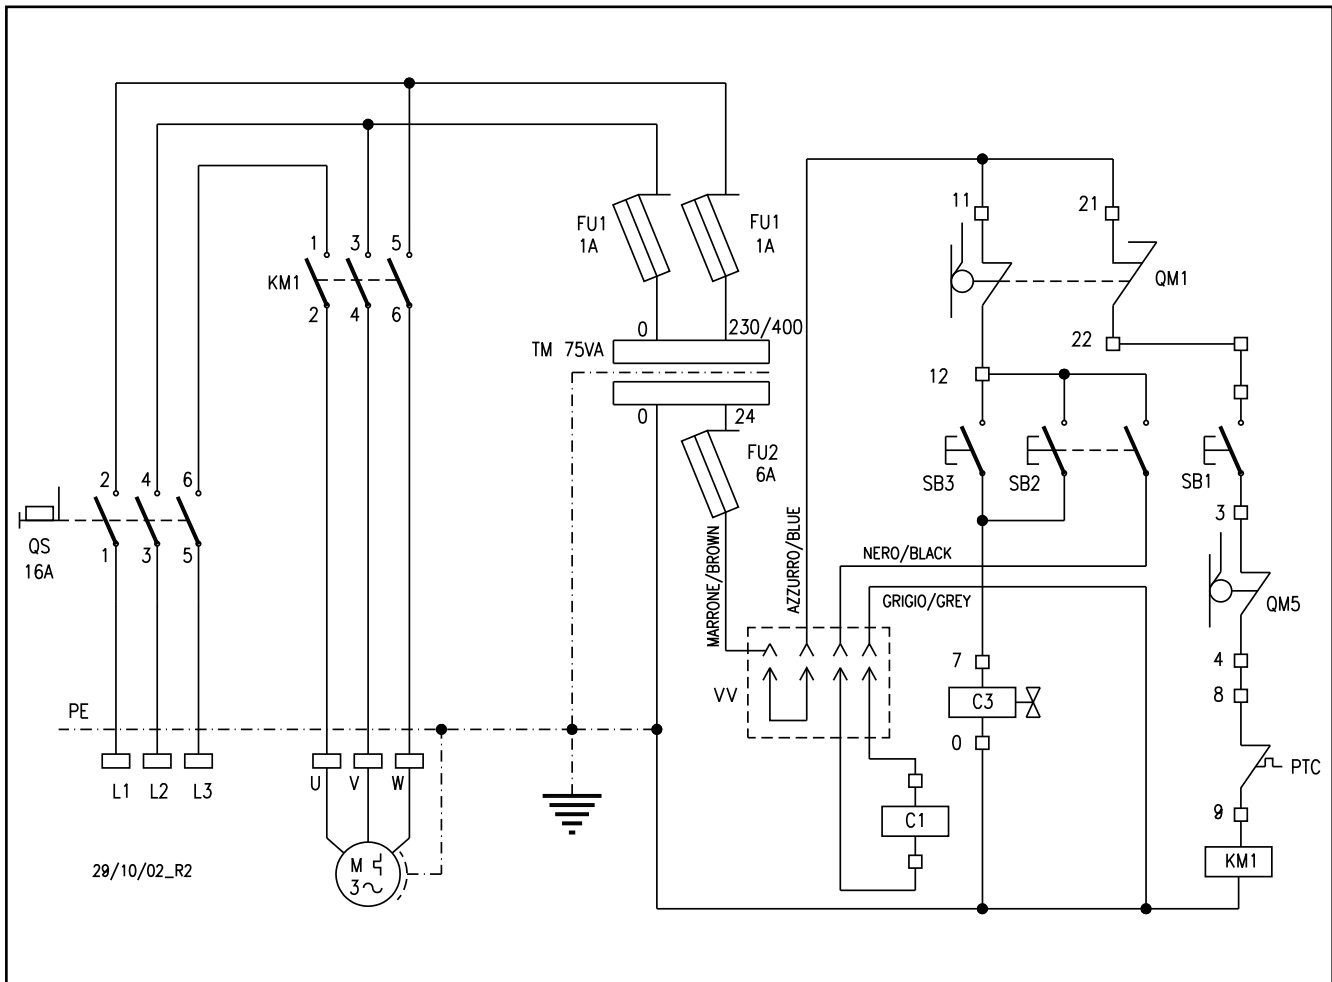 11
21
FU1
1A
FU1
1A
1
3
5
KM1
QM1
2
4
6
0
230/400
TM 75VA
22
12
0
24
FU2
6A
2
4
6
SB3
SB2
SB1
3
QS
16A
1
3
5
MARRONE/BROWN
AZZURRO/BLUE
NERO/BLACK
GRIGIO/GREY
QM5
7
4
VV
C3
8
PE
0
PTC
L1
L2
L3
U
V
W
C1
9
M
3~
KM1
29/10/02_R2